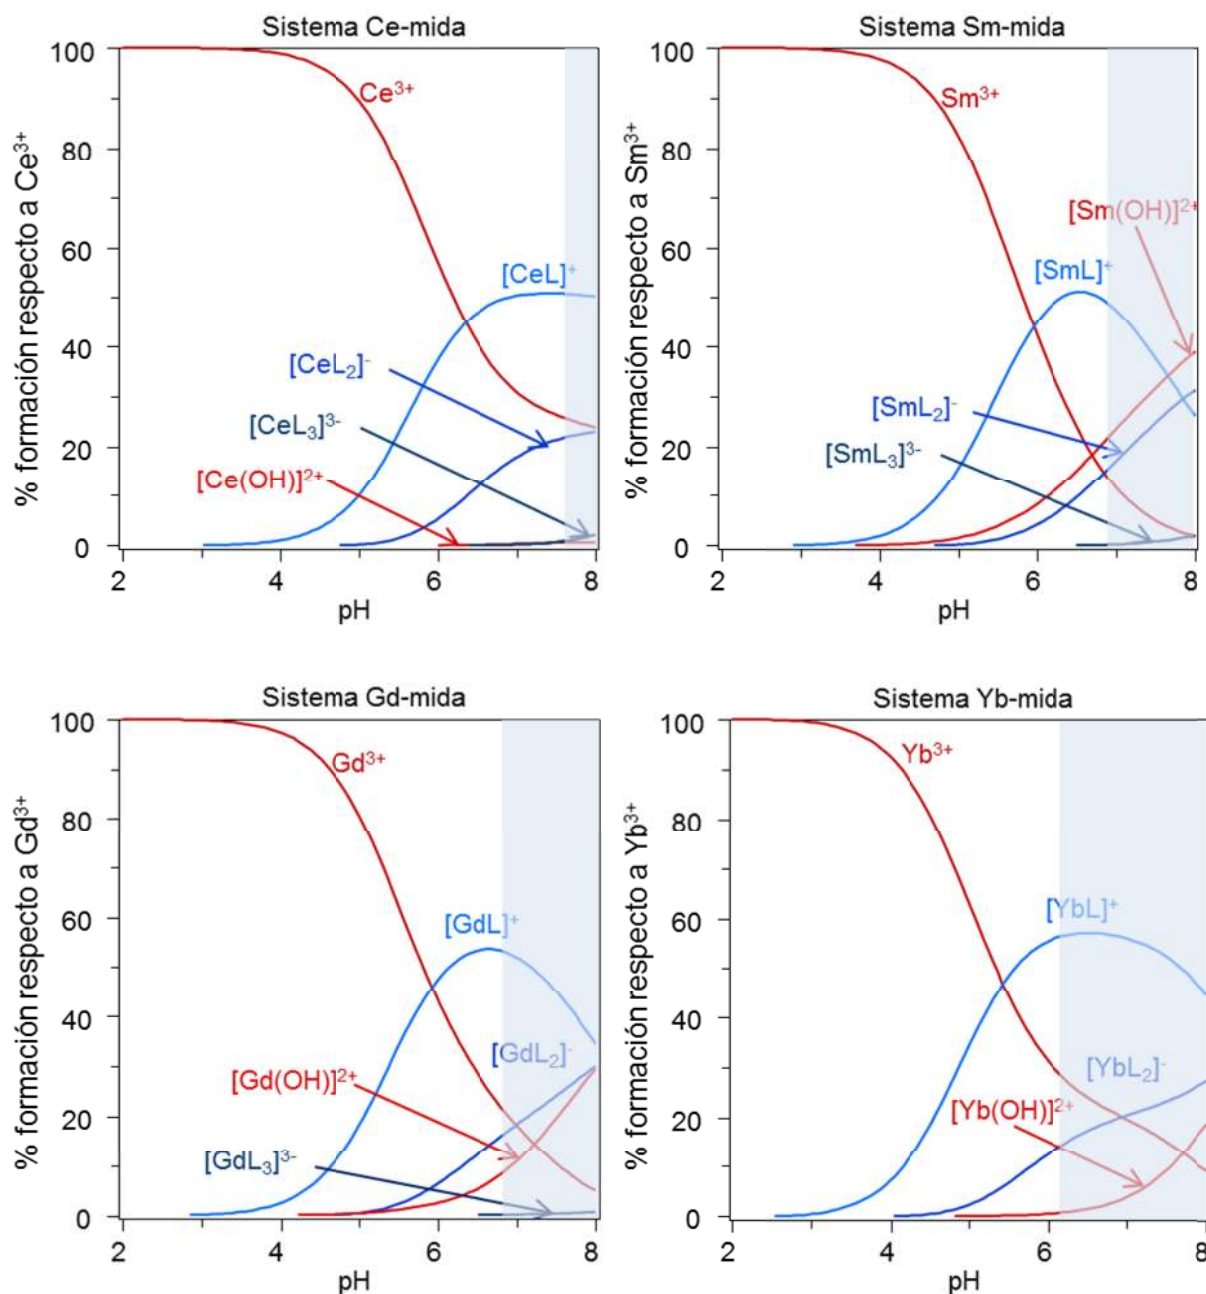 Sistema Ce-mida
% formación respecto a Ce³⁺
100
80
60
40
20
0
Ce³⁺
[CeL]⁺
[CeL₂]⁻
[CeL₃]³⁻
[Ce(OH)]²⁺
2
4
6
8
pH
Sistema Sm-mida
% formación respecto a Sm³⁺
100
80
60
40
20
0
Sm³⁺
[Sm(OH)]²⁺
[SmL]⁺
[SmL₂]⁻
[SmL₃]³⁻
2
4
6
8
pH
Sistema Gd-mida
% formación respecto a Gd³⁺
100
80
60
40
20
0
Gd³⁺
[GdL]⁺
[GdL₂]⁻
[Gd(OH)]²⁺
[GdL₃]³⁻
2
4
6
8
pH
Sistema Yb-mida
% formación respecto a Yb³⁺
100
80
60
40
20
0
Yb³⁺
[YbL]⁺
[YbL₂]⁻
[Yb(OH)]²⁺
2
4
6
8
pH